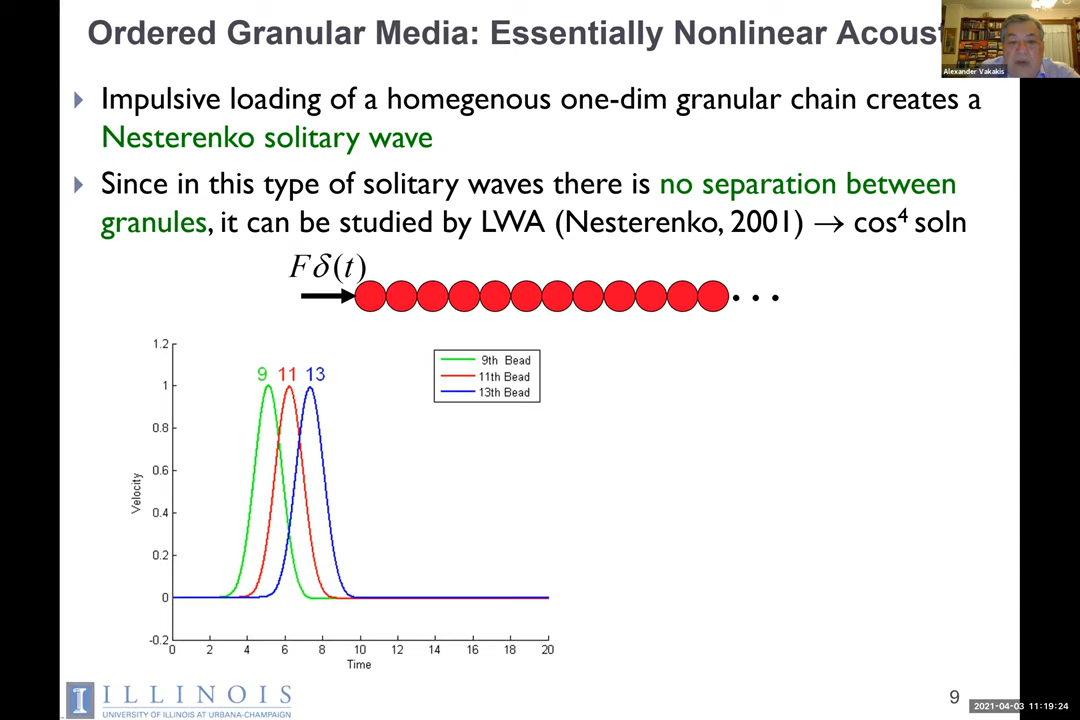 Ordered Granular Media: Essentially Nonlinear Acoust
Alexander Vakakis
Impulsive loading of a homegenous one-dim granular chain creates a
Nesterenko solitary wave
Since in this type of solitary waves there is no separation between
granules, it can be studied by LWA (Nesterenko, 2001) → cos⁴ soln
Fδ(t)
...
1.2
1
0.8
0.6
0.4
0.2
0
-0.2
Velocity
9 11 13
9th Bead
11th Bead
13th Bead
0 2 4 6 8 10 12 14 16 18 20
Time
I ILLINOIS
UNIVERSITY OF ILLINOIS AT URBANA-CHAMPAIGN
9
2021-04-03 11:19:24